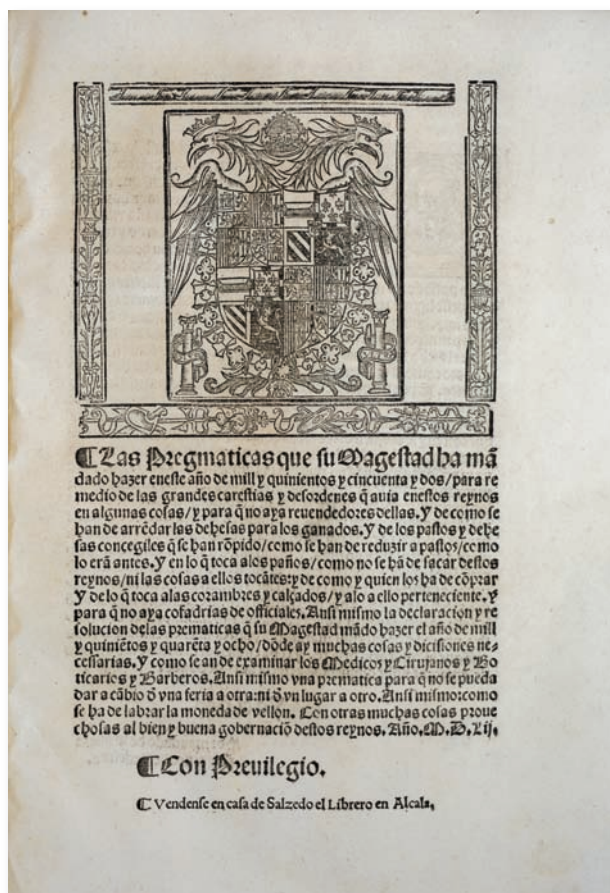 ¶Las Pregmaticas que su Magestad ha mã
dado hazer eneste año de mill y quinientos y cincuenta y dos/para re
medio de las grandes carestias y desordenes q̃ auia enestos reynos
en algunas cosas/y para q̃ no aya reuendedores dellas. Y de como se
han de arrẽdar las dehesas para los ganados. Y de los pastos y dehe
sas concegiles q̃ se han rõpido/como se han de reduzir a pastos/como
lo erã antes. Y en lo q̃ toca alos paños/como no se hã de sacar destos
reynos/ni las cosas a ellos tocãtes: y de como y quien los ha de cõprar
Y de lo q̃ toca alas corambres y calçados/y alo a ello perteneciente. Y
para q̃ no aya cofadrias de officiales. Ansi mismo la declaracion y re
solucion delas prematicas q̃ su Magestad mãdo hazer el año de mill
y quiniẽtos y quarẽta y ocho/dõde ay muchas cosas y dicisiones ne-
cessarias. Y como se an de examinar los Medicos y Cirujanos y Bo
ticarios y Barberos. Ansi mismo vna prematica para q̃ no se pueda
dar a cãbio d̃ vna feria a otra: ni d̃ vn lugar a otro. Ansi mismo: como
se ha de labrar la moneda de vellon. Con otras muchas cosas proue
chosas al bien y buena gobernaciõ destos reynos. Año. M. D. Lij.
¶Con Preuilegio.
¶ Vendense en casa de Salzedo el Librero en Alcala,